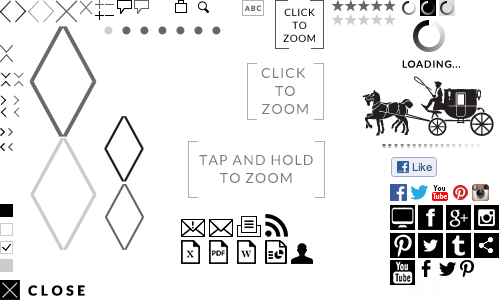 ABC
CLICK
TO
ZOOM
LOADING...
CLICK
TO
ZOOM
TAP AND HOLD
TO ZOOM
Like
You
Tube
X
PDF
W
You
Tube
CLOSE